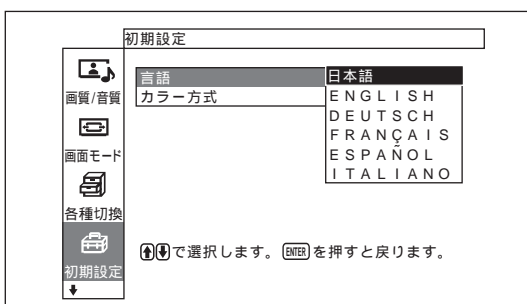 初期設定
画質/音質
画面モード
各種切換
初期設定
言語
カラー方式
日本語
ENGLISH
DEUTSCH
FRANÇAIS
ESPAÑOL
ITALIANO
で選択します。ENTERを押すと戻ります。